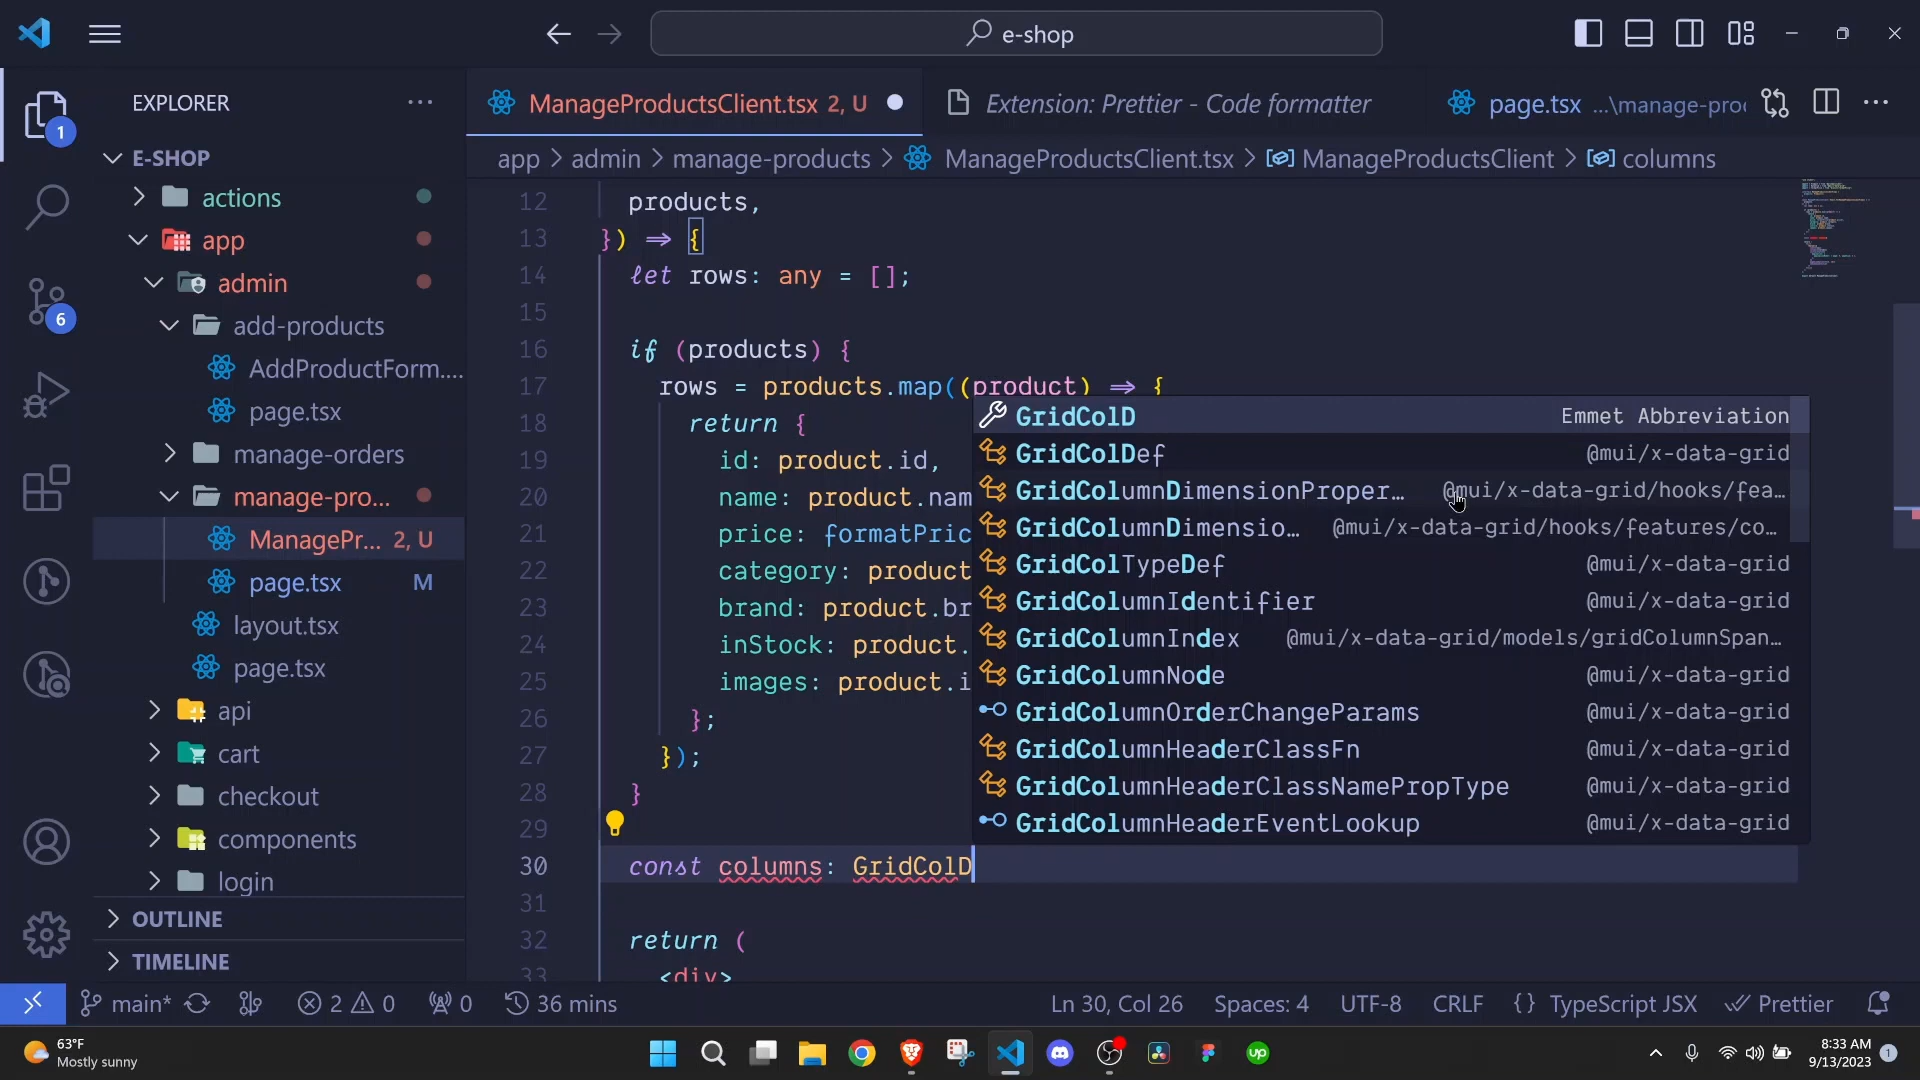 e-shop
EXPLORER
ManageProductsClient.tsx 2, U
Extension: Prettier - Code formatter
page.tsx ...\manage-pro
app > admin > manage-products > ManageProductsClient.tsx > ManageProductsClient > columns
1
6
E-SHOP
actions
app
admin
add-products
AddProductForm....
page.tsx
manage-orders
manage-pro...
ManagePr... 2, U
page.tsx M
layout.tsx
page.tsx
api
cart
checkout
components
login
OUTLINE
TIMELINE
12 products,
13 }) ⇒ {
14 let rows: any = [];
15
16 if (products) {
17 rows = products.map((product) ⇒ {
18 return {
19 id: product.id,
20 name: product.nam
21 price: formatPric
22 category: product
23 brand: product.br
24 inStock: product.
25 images: product.i
26 };
27 });
28 }
29
30 const columns: GridColD
31
32 return (
33 <div>
GridColD Emmet Abbreviation
GridColDef @mui/x-data-grid
GridColumnDimensionProper… @mui/x-data-grid/hooks/fea…
GridColumnDimensio… @mui/x-data-grid/hooks/features/co…
GridColTypeDef @mui/x-data-grid
GridColumnIdentifier @mui/x-data-grid
GridColumnIndex @mui/x-data-grid/models/gridColumnSpan…
GridColumnNode @mui/x-data-grid
GridColumnOrderChangeParams @mui/x-data-grid
GridColumnHeaderClassFn @mui/x-data-grid
GridColumnHeaderClassNamePropType @mui/x-data-grid
GridColumnHeaderEventLookup @mui/x-data-grid
main* 2 0 0 36 mins Ln 30, Col 26 Spaces: 4 UTF-8 CRLF {} TypeScript JSX Prettier
63°F
Mostly sunny
up
8:33 AM
9/13/2023
1